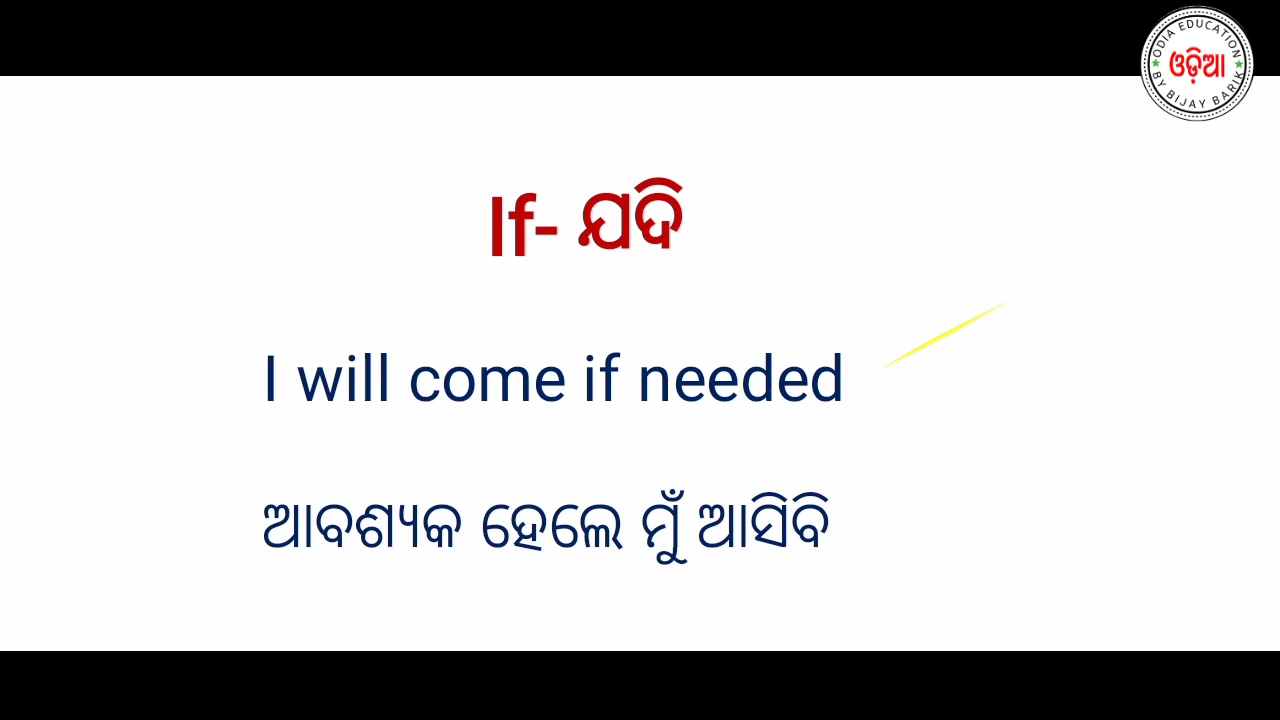 ODIA EDUCATION
ଓଡ଼ିଆ
BY BIJAY BARIK
If- ଯଦି
I will come if needed
ଆବଶ୍ୟକ ହେଲେ ମୁଁ ଆସିବି